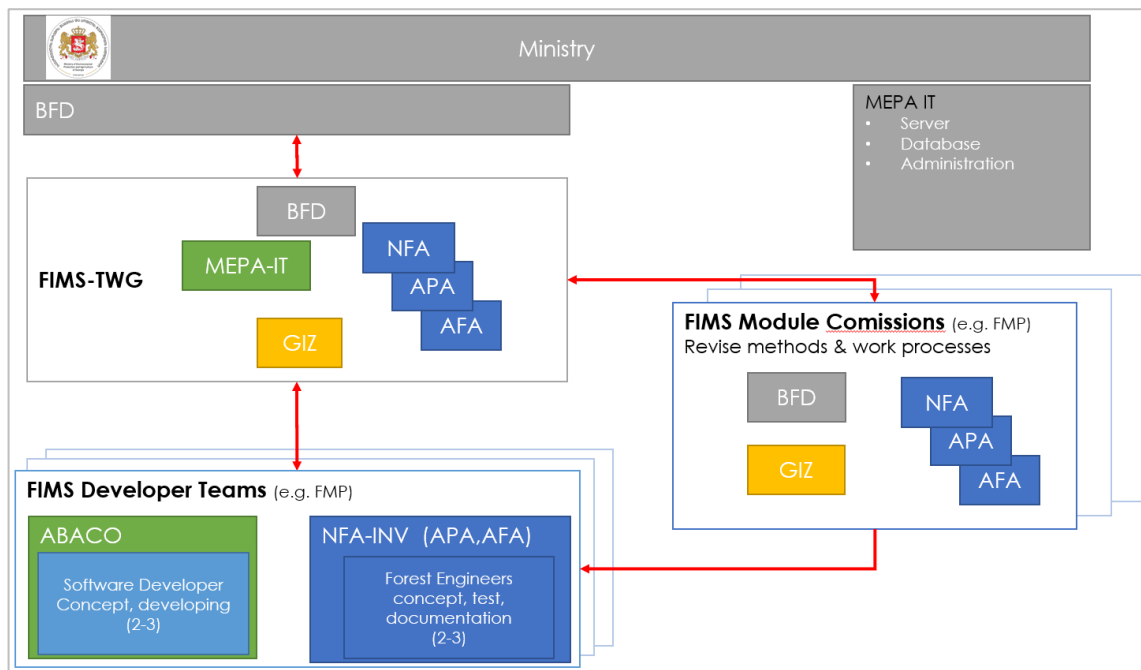 Ministry
BFD
MEPA IT
• Server
• Database
• Administration
FIMS-TWG
BFD
MEPA-IT
NFA
APA
AFA
GIZ
FIMS Module Comissions (e.g. FMP)
Revise methods & work processes
BFD
NFA
APA
AFA
GIZ
FIMS Developer Teams (e.g. FMP)
ABACO
Software Developer
Concept, developing
(2-3)
NFA-INV (APA,AFA)
Forest Engineers
concept, test,
documentation
(2-3)